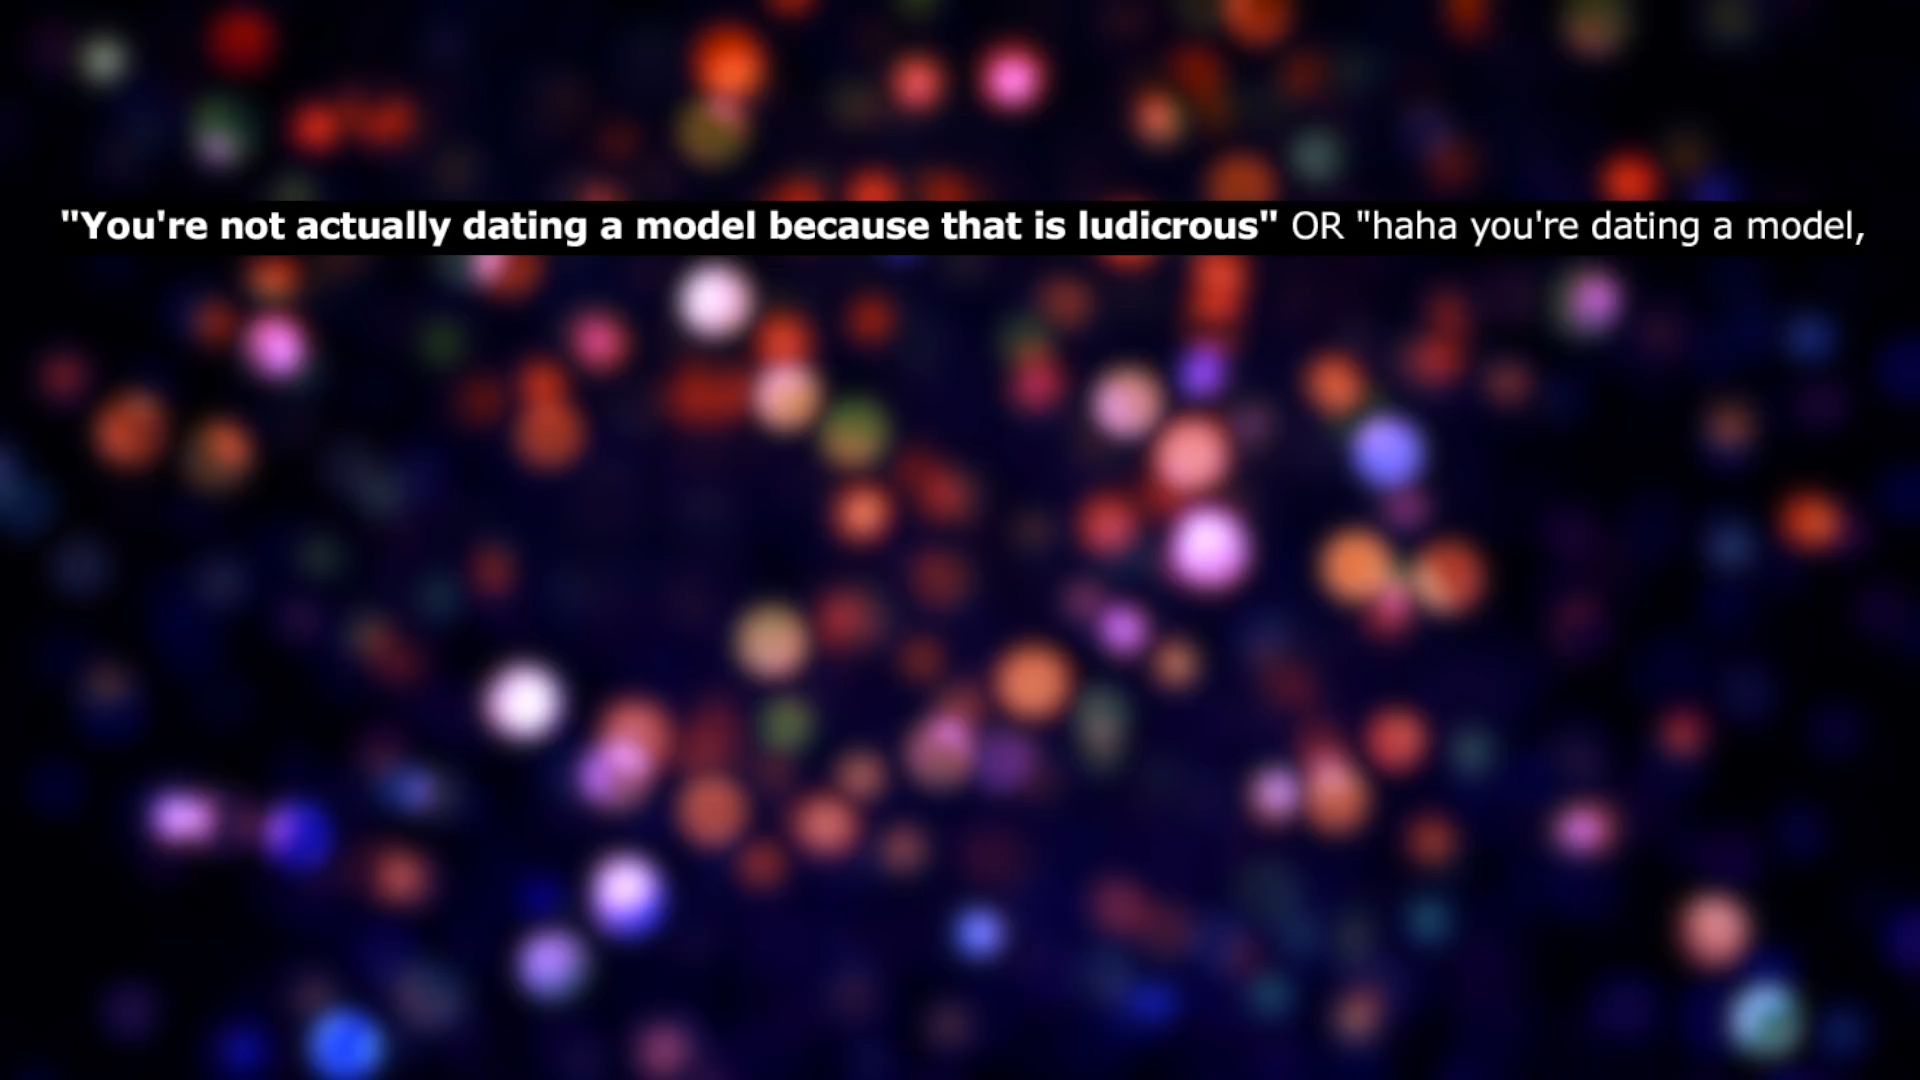 "You're not actually dating a model because that is ludicrous" OR "haha you're dating a model,